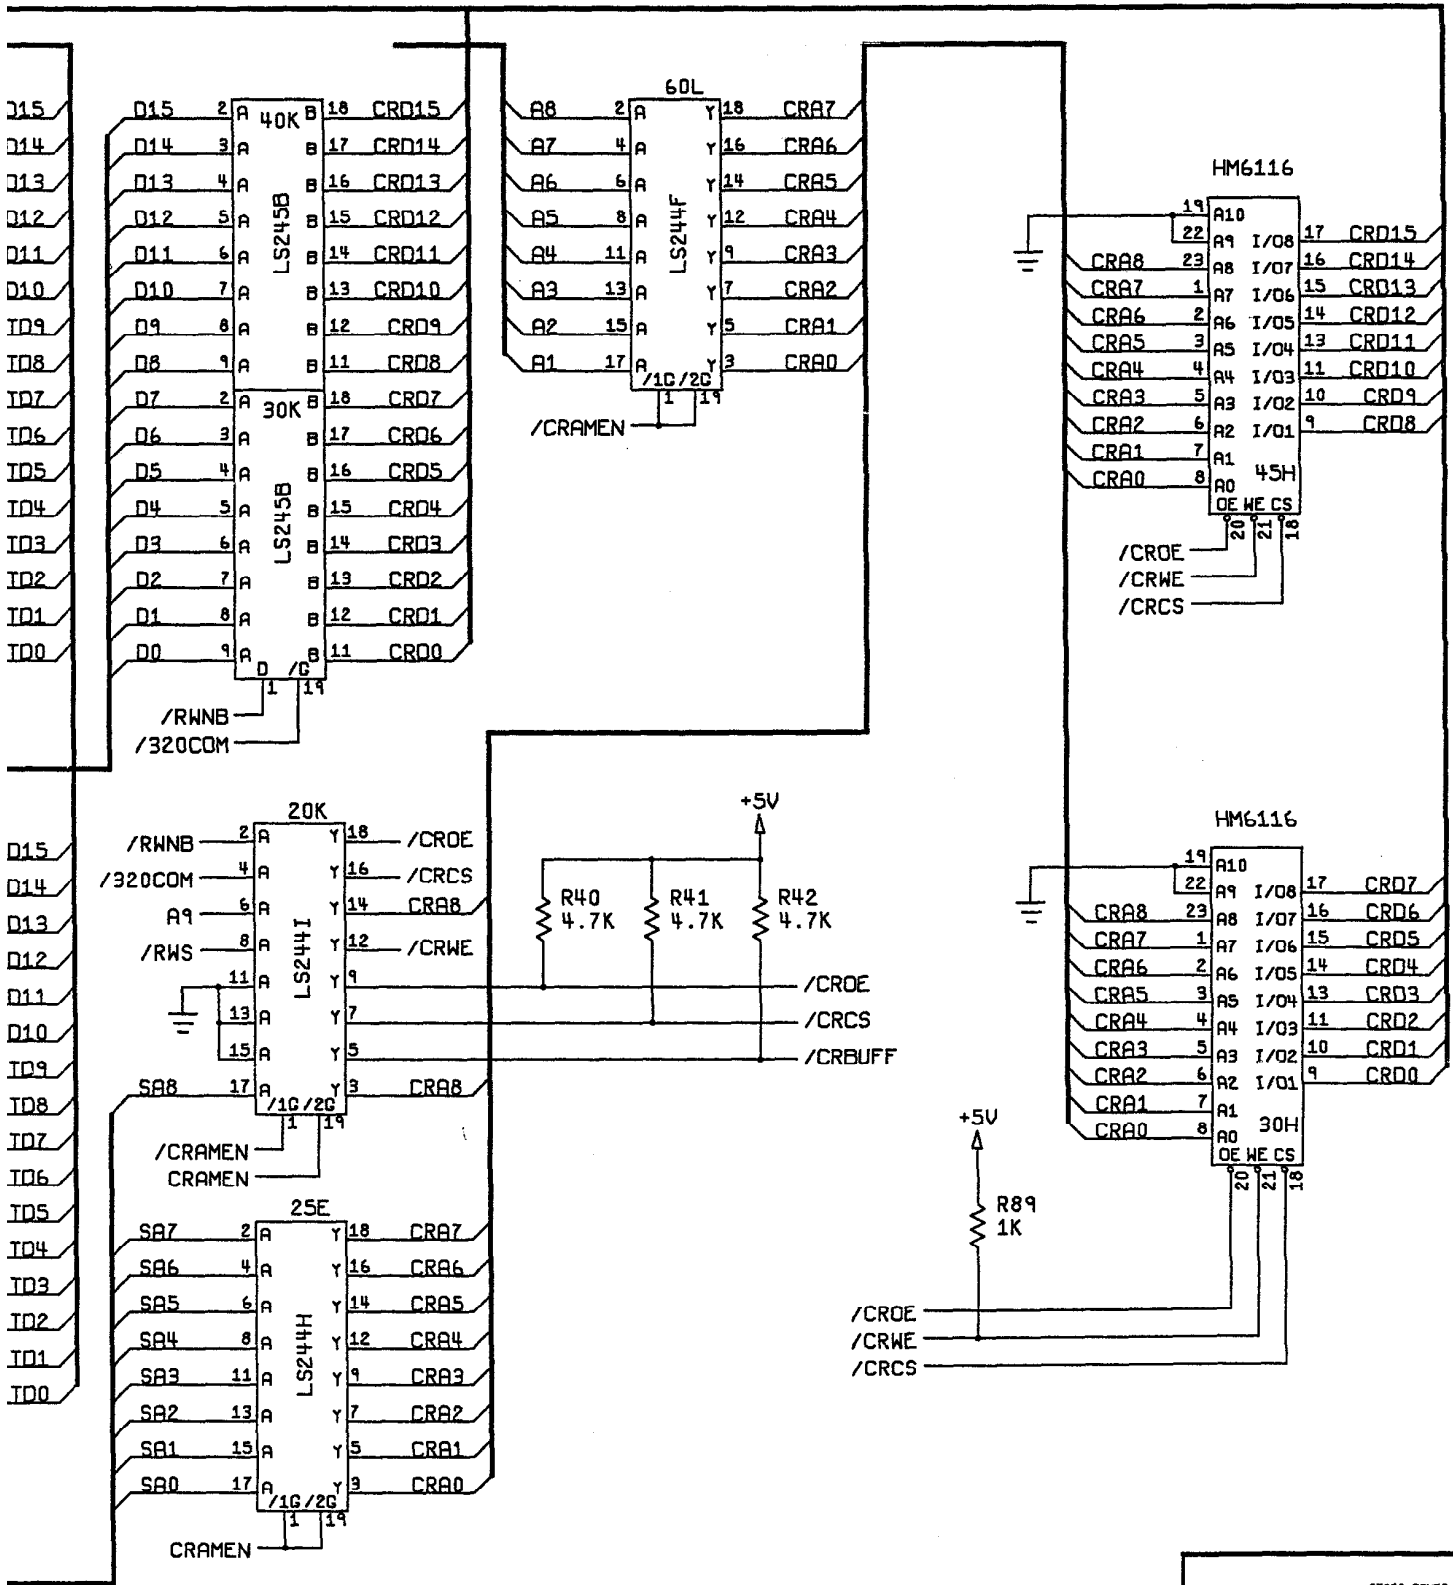 D15 D15 2 A 40K B 18 CRD15
D14 D14 3 A B 17 CRD14
D13 D13 4 A B 16 CRD13
D12 D12 5 A B 15 CRD12
D11 D11 6 A B 14 CRD11
D10 D10 7 A B 13 CRD10
TD9 D9 8 A B 12 CRD9
TD8 D8 9 A B 11 CRD8
LS245B
TD7 D7 2 A 30K B 18 CRD7
TD6 D6 3 A B 17 CRD6
TD5 D5 4 A B 16 CRD5
TD4 D4 5 A B 15 CRD4
TD3 D3 6 A B 14 CRD3
TD2 D2 7 A B 13 CRD2
TD1 D1 8 A B 12 CRD1
TD0 D0 9 A B 11 CRD0
LS245B
D /G
1 19
/RWNB
/320COM
60L
A8 2 A Y 18 CRA7
A7 4 A Y 16 CRA6
A6 6 A Y 14 CRA5
A5 8 A Y 12 CRA4
A4 11 A Y 9 CRA3
A3 13 A Y 7 CRA2
A2 15 A Y 5 CRA1
A1 17 A Y 3 CRA0
LS244F
/1G /2G
1 19
/CRAMEN
HM6116
19 A10
22 A9 I/O8 17 CRD15
CRA8 23 A8 I/O7 16 CRD14
CRA7 1 A7 I/O6 15 CRD13
CRA6 2 A6 I/O5 14 CRD12
CRA5 3 A5 I/O4 13 CRD11
CRA4 4 A4 I/O3 11 CRD10
CRA3 5 A3 I/O2 10 CRD9
CRA2 6 A2 I/O1 9 CRD8
CRA1 7 A1
CRA0 8 A0
45H
OE WE CS
20 21 18
/CROE
/CRWE
/CRCS
D15
D14
D13
D12
D11
D10
TD9
TD8
TD7
TD6
TD5
TD4
TD3
TD2
TD1
TD0
20K
/RWNB 2 A Y 18 /CROE
/320COM 4 A Y 16 /CRCS
A9 6 A Y 14 CRA8
/RWS 8 A Y 12 /CRWE
11 A Y 9 /CROE
13 A Y 7 /CRCS
15 A Y 5 /CRBUFF
SA8 17 A Y 3 CRA8
LS244I
/1G /2G
1 19
/CRAMEN
CRAMEN
+5V
R40 R41 R42
4.7K 4.7K 4.7K
25E
SA7 2 A Y 18 CRA7
SA6 4 A Y 16 CRA6
SA5 6 A Y 14 CRA5
SA4 8 A Y 12 CRA4
SA3 11 A Y 9 CRA3
SA2 13 A Y 7 CRA2
SA1 15 A Y 5 CRA1
SA0 17 A Y 3 CRA0
LS244H
/1G /2G
1 19
CRAMEN
HM6116
19 A10
22 A9 I/O8 17 CRD7
CRA8 23 A8 I/O7 16 CRD6
CRA7 1 A7 I/O6 15 CRD5
CRA6 2 A6 I/O5 14 CRD4
CRA5 3 A5 I/O4 13 CRD3
CRA4 4 A4 I/O3 11 CRD2
CRA3 5 A3 I/O2 10 CRD1
CRA2 6 A2 I/O1 9 CRD0
CRA1 7 A1
CRA0 8 A0
30H
OE WE CS
20 21 18
+5V
R89
1K
/CROE
/CRWE
/CRCS